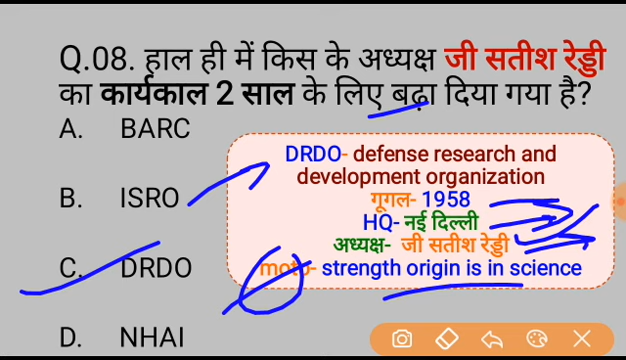 Q.08. हाल ही में किस के अध्यक्ष जी सतीश रेड्डी
का कार्यकाल 2 साल के लिए बढ़ा दिया गया है?
A. BARC
B. ISRO
C. DRDO
D. NHAI
DRDO- defense research and
development organization
गूगल- 1958
HQ- नई दिल्ली
अध्यक्ष- जी सतीश रेड्डी
moto- strength origin is in science